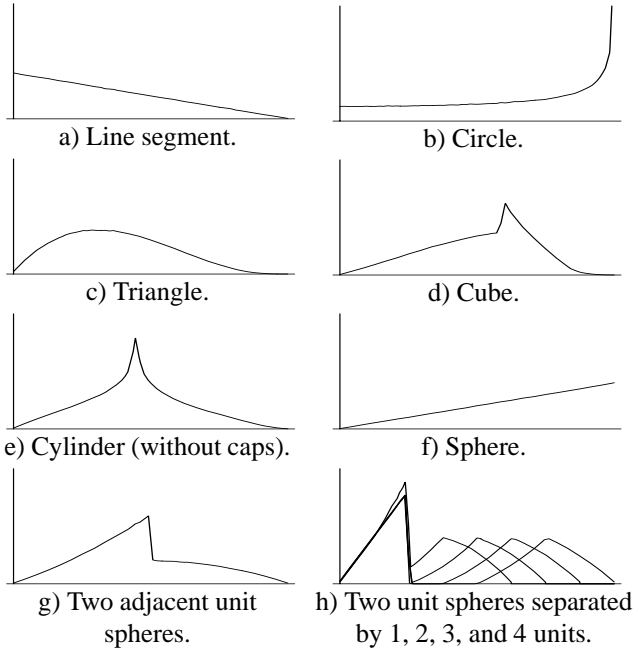 a) Line segment.
b) Circle.
c) Triangle.
d) Cube.
e) Cylinder (without caps).
f) Sphere.
g) Two adjacent unit
spheres.
h) Two unit spheres separated
by 1, 2, 3, and 4 units.